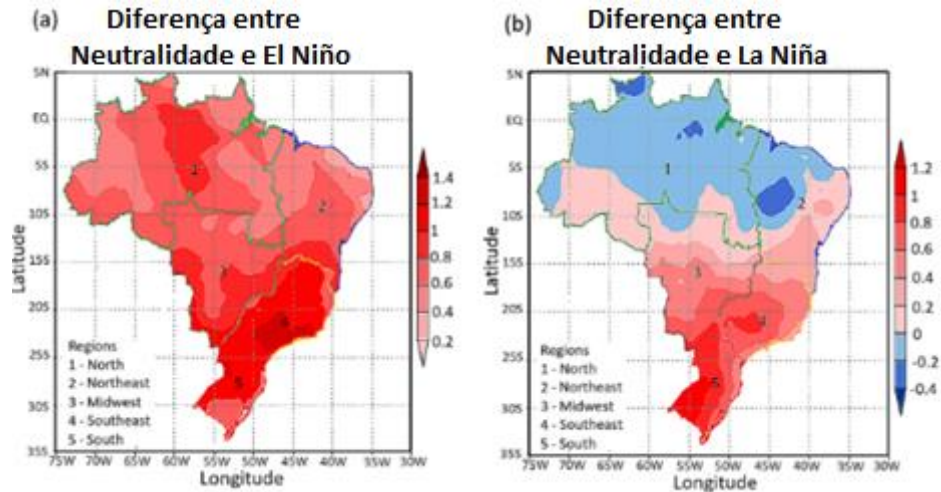 (a) Diferença entre
Neutralidade e El Niño
5N
EQ
5S
10S
15S
20S
25S
30S
35S
Latitude
75W 70W 65W 60W 55W 50W 45W 40W 35W 30W
Longitude
1
2
3
4
5
Regions
1 - North
2 - Northeast
3 - Midwest
4 - Southeast
5 - South
1.4
1
0.8
0.6
0.4
0.2
(b) Diferença entre
Neutralidade e La Niña
5N
EQ
5S
10S
15S
20S
25S
30S
35S
Latitude
75W 70W 65W 60W 55W 50W 45W 40W 35W 30W
Longitude
1
2
3
4
5
Regions
1 - North
2 - Northeast
3 - Midwest
4 - Southeast
5 - South
1.2
1
0.8
0.6
0.4
0.2
0
-0.2
-0.4